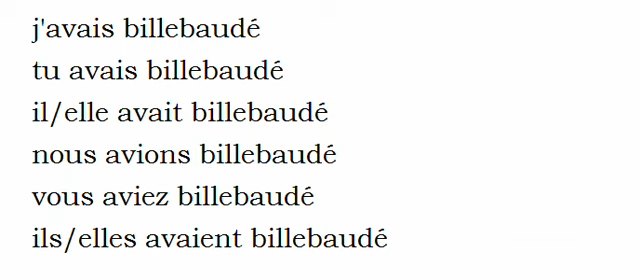 j'avais billebaudé
tu avais billebaudé
il/elle avait billebaudé
nous avions billebaudé
vous aviez billebaudé
ils/elles avaient billebaudé